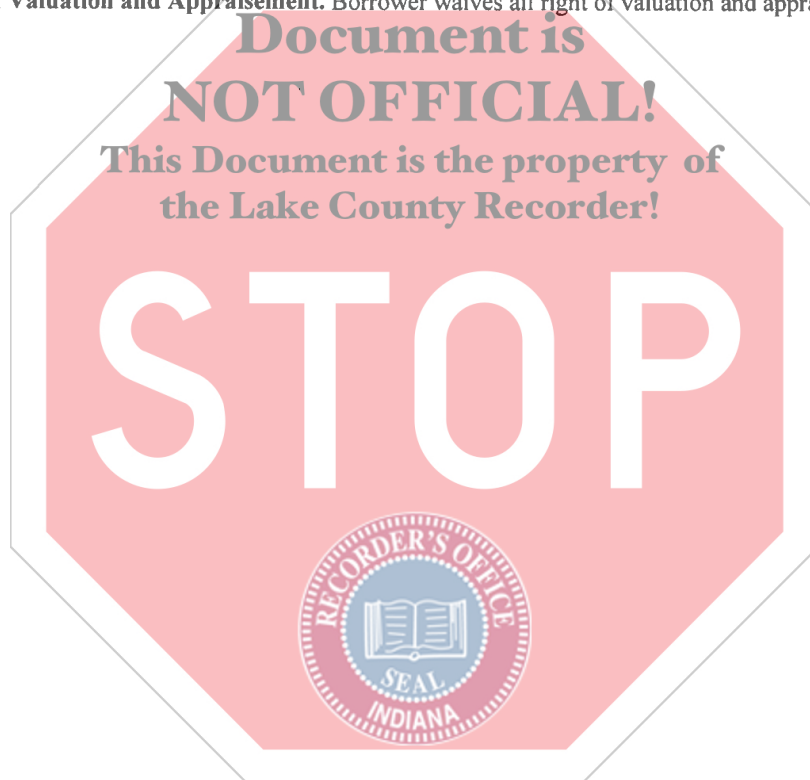 Valuation and Appraisement. Borrower waives all right of valuation and
Document is
NOT OFFICIAL!
This Document is the property of
the Lake County Recorder!
STOP
RECORDER'S OFFICE
SEAL
INDIANA